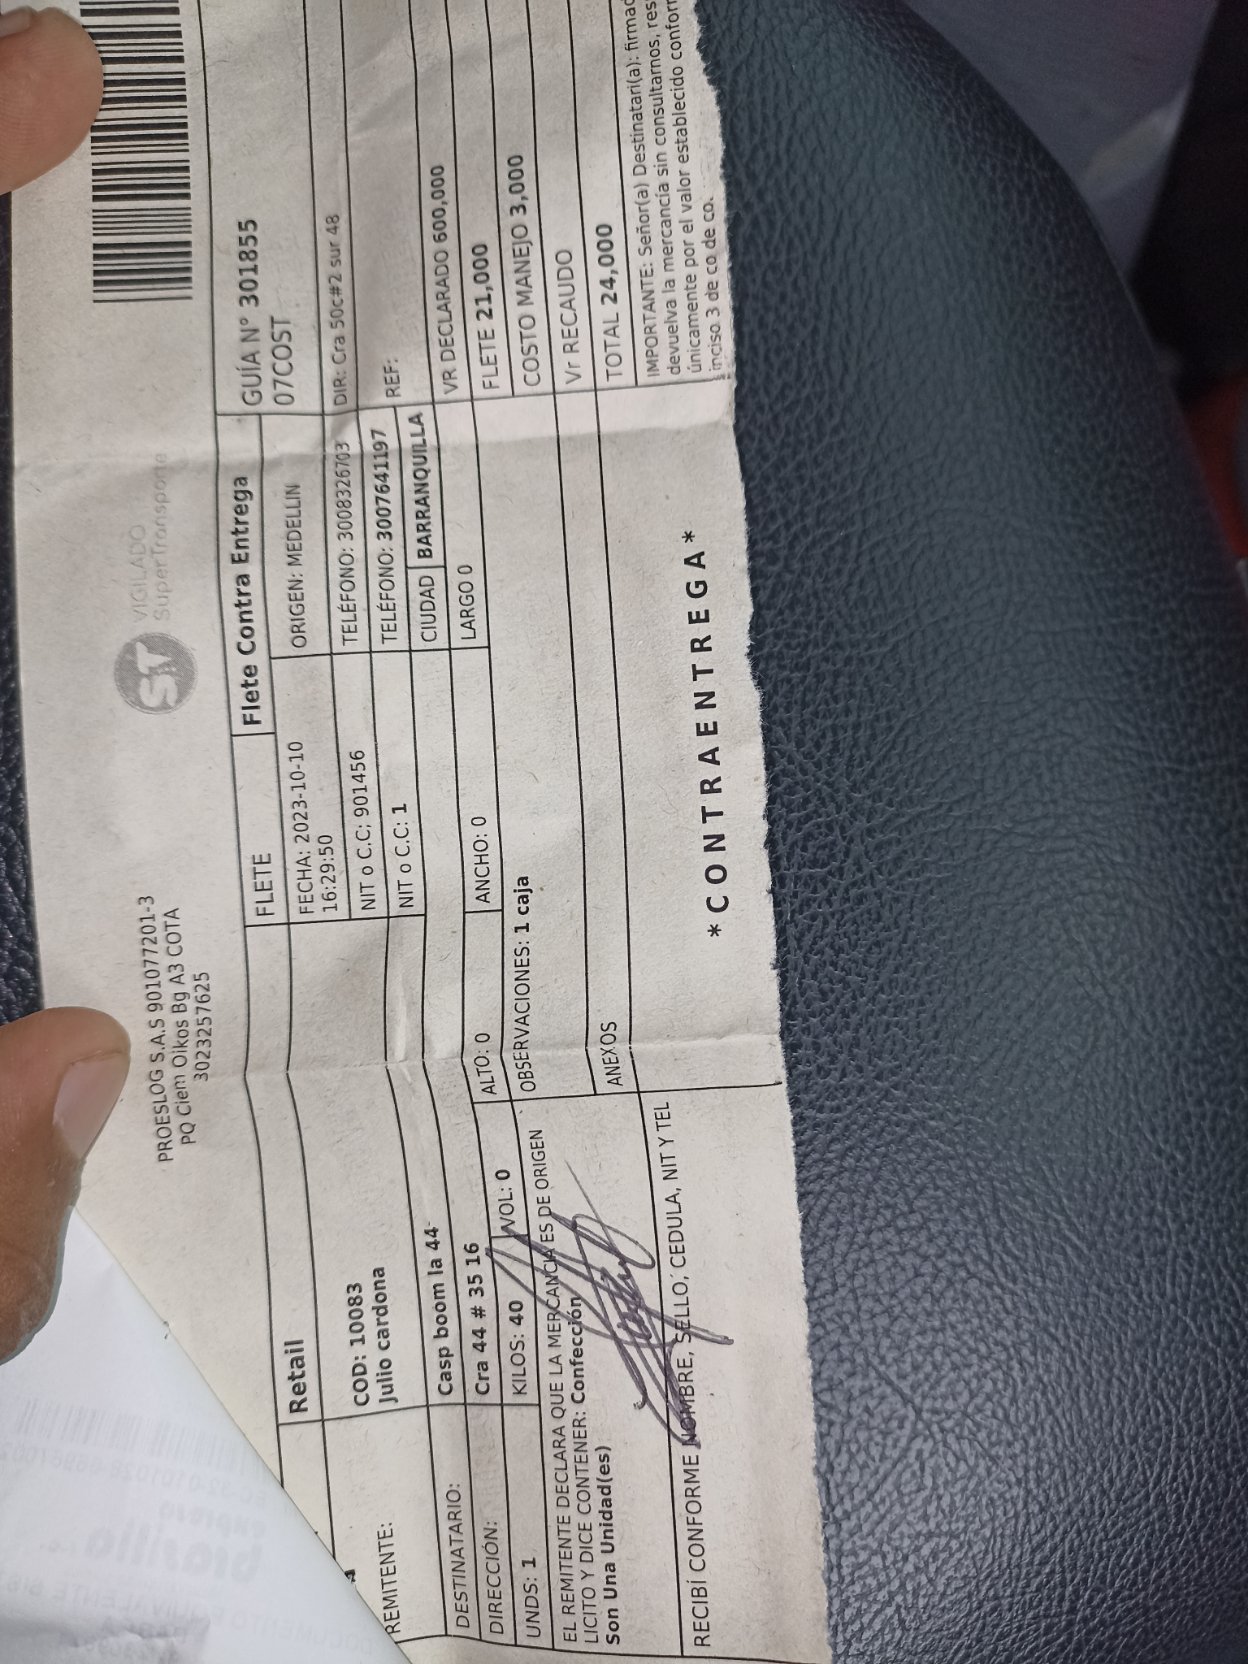 PROESLOG S.A.S 901077201-3
PQ Ciem Oikos Bg A3 COTA
3023257625
ST VIGILADO
SuperTransporte
Retail
FLETE
Flete Contra Entrega
GUÍA N° 301855
07COST
FECHA: 2023-10-10
16:29:50
ORIGEN: MEDELLIN
REMITENTE:
COD: 10083
Julio cardona
NIT o C.C: 901456
TELÉFONO: 3008326703
DIR: Cra 50c#2 sur 48
DESTINATARIO:
Casp boom la 44
NIT o C.C: 1
TELÉFONO: 3007641197
REF:
DIRECCIÓN:
Cra 44 # 35 16
CIUDAD
BARRANQUILLA
VR DECLARADO 600,000
UNDS: 1
KILOS: 40
VOL: 0
ALTO: 0
ANCHO: 0
LARGO 0
FLETE 21,000
EL REMITENTE DECLARA QUE LA MERCANCIA ES DE ORIGEN
LICITO Y DICE CONTENER: Confección
Son Una Unidad(es)
OBSERVACIONES: 1 caja
COSTO MANEJO 3,000
Vr RECAUDO
ANEXOS
TOTAL 24,000
RECIBÍ CONFORME NOMBRE, SELLO, CEDULA, NIT Y TEL
*CONTRAENTREGA*
IMPORTANTE: Señor(a) Destinatari(a): 
devuelva la mercancía sin consultarnos,
únicamente por el valor establecido
inciso 3 de co de co.